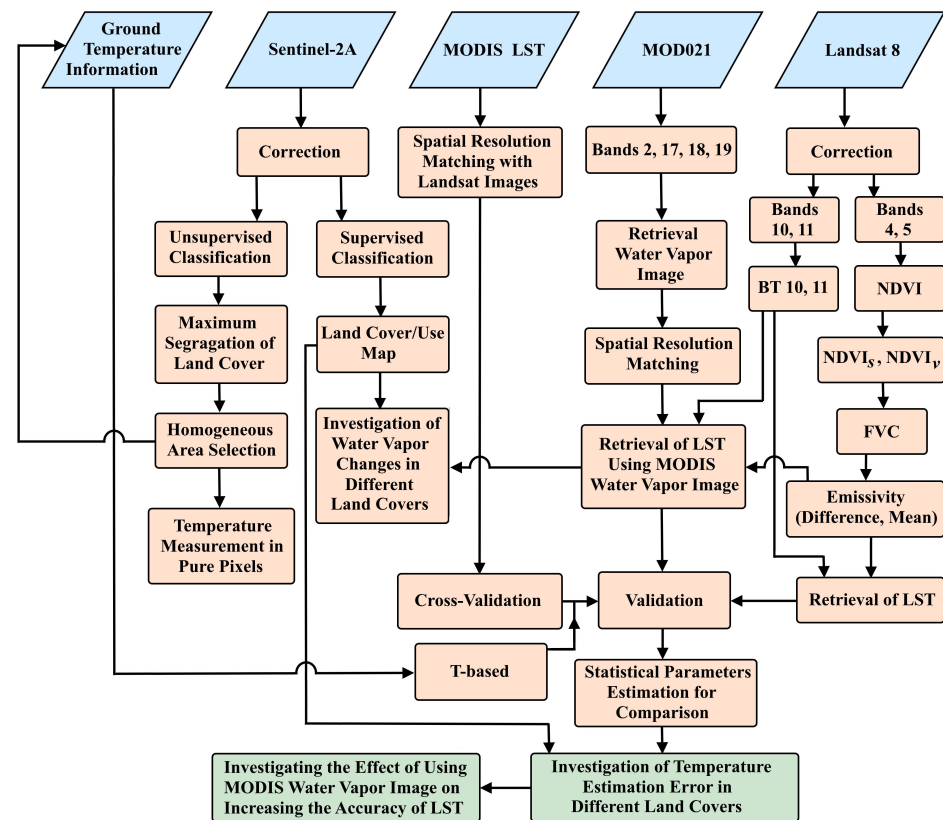 Ground
Temperature
Information
Sentinel-2A
MODIS LST
MOD021
Landsat 8
Correction
Spatial Resolution
Matching with
Landsat Images
Bands 2, 17, 18, 19
Correction
Unsupervised
Classification
Supervised
Classification
Retrieval
Water Vapor
Image
Bands
10, 11
Bands
4, 5
BT 10, 11
NDVI
Maximum
Segragation of
Land Cover
Land Cover/Use
Map
Spatial Resolution
Matching
NDVIs , NDVIv
Homogeneous
Area Selection
Investigation of
Water Vapor
Changes in
Different
Land Covers
Retrieval of LST
Using MODIS
Water Vapor Image
FVC
Emissivity
(Difference, Mean)
Temperature
Measurement in
Pure Pixels
Cross-Validation
Validation
Retrieval of LST
T-based
Statistical Parameters
Estimation for
Comparison
Investigating the Effect of Using
MODIS Water Vapor Image on
Increasing the Accuracy of LST
Investigation of Temperature
Estimation Error in
Different Land Covers